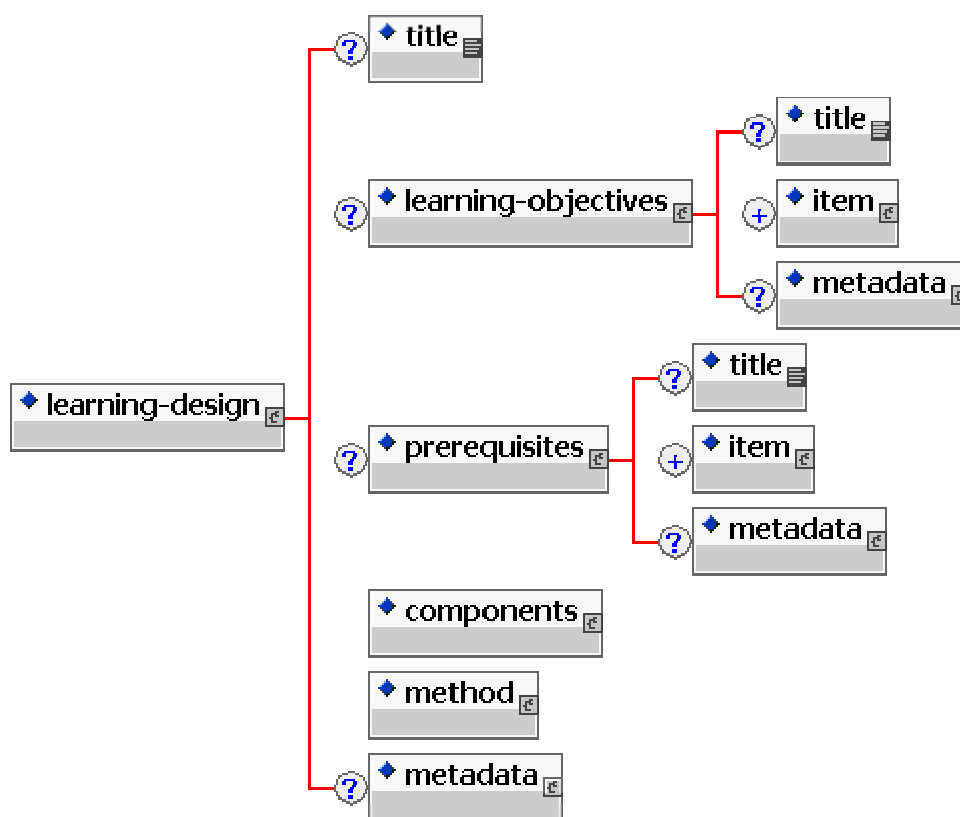 title
title
learning-objectives
item
metadata
title
learning-design
prerequisites
item
metadata
components
method
metadata
?
?
+
?
?
?
+
?
?
?